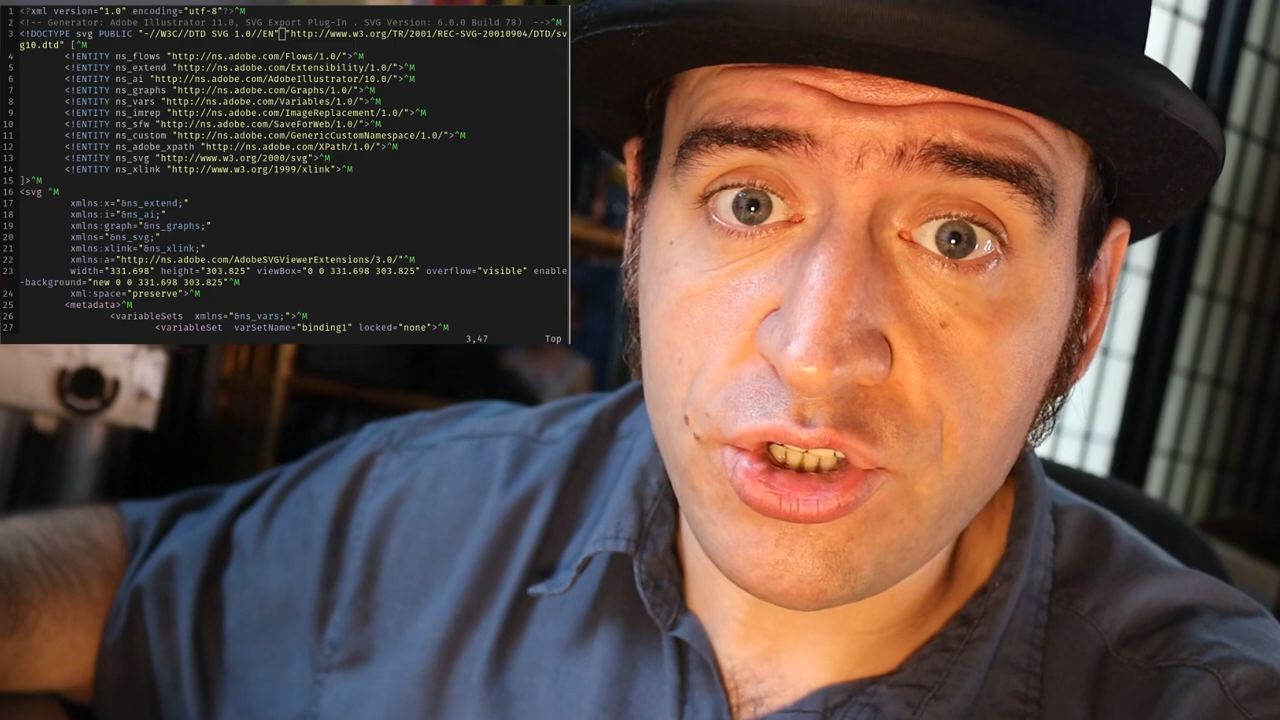 1 <?xml version="1.0" encoding="utf-8"?>^M
2 <!-- Generator: Adobe Illustrator 11.0, SVG Export Plug-In . SVG Version: 6.0.0 Build 78)  -->^M
3 <!DOCTYPE svg PUBLIC "-//W3C//DTD SVG 1.0//EN" "http://www.w3.org/TR/2001/REC-SVG-20010904/DTD/sv
g10.dtd" [^M
4 <!ENTITY ns_flows "http://ns.adobe.com/Flows/1.0/">^M
5 <!ENTITY ns_extend "http://ns.adobe.com/Extensibility/1.0/">^M
6 <!ENTITY ns_ai "http://ns.adobe.com/AdobeIllustrator/10.0/">^M
7 <!ENTITY ns_graphs "http://ns.adobe.com/Graphs/1.0/">^M
8 <!ENTITY ns_vars "http://ns.adobe.com/Variables/1.0/">^M
9 <!ENTITY ns_imrep "http://ns.adobe.com/ImageReplacement/1.0/">^M
10 <!ENTITY ns_sfw "http://ns.adobe.com/SaveForWeb/1.0/">^M
11 <!ENTITY ns_custom "http://ns.adobe.com/GenericCustomNamespace/1.0/">^M
12 <!ENTITY ns_adobe_xpath "http://ns.adobe.com/XPath/1.0/">^M
13 <!ENTITY ns_svg "http://www.w3.org/2000/svg">^M
14 <!ENTITY ns_xlink "http://www.w3.org/1999/xlink">^M
15 ]>^M
16 <svg ^M
17 xmlns:x="&ns_extend;"
18 xmlns:i="&ns_ai;"
19 xmlns:graph="&ns_graphs;"
20 xmlns="&ns_svg;"
21 xmlns:xlink="&ns_xlink;"
22 xmlns:a="http://ns.adobe.com/AdobeSVGViewerExtensions/3.0/"^M
23 width="331.698" height="303.825" viewBox="0 0 331.698 303.825" overflow="visible" enable
-background="new 0 0 331.698 303.825"^M
24 xml:space="preserve">^M
25 <metadata>^M
26 <variableSets  xmlns="&ns_vars;">^M
27 <variableSet  varSetName="binding1" locked="none">^M
3,47 Top